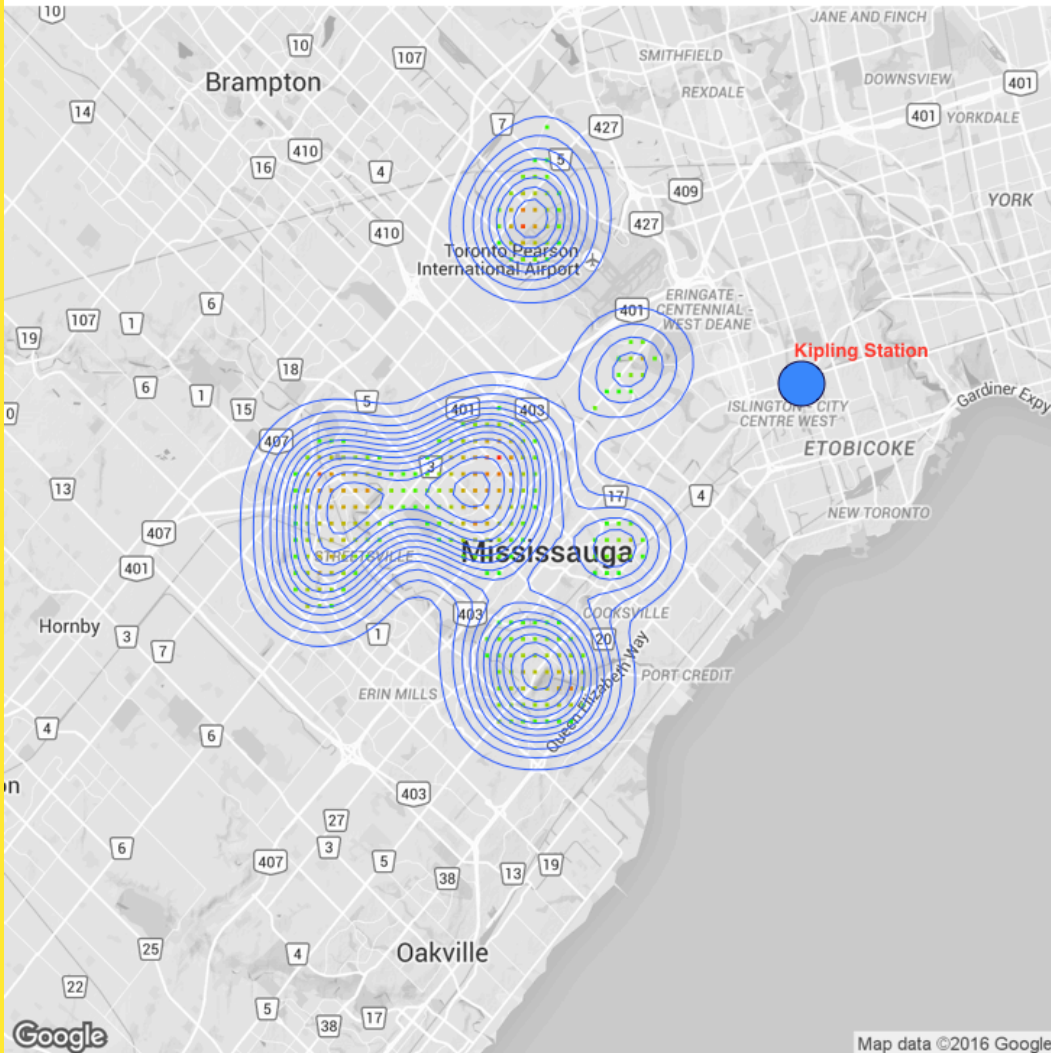 10
JANE AND FINCH
10
107
SMITHFIELD
Brampton
REXDALE
DOWNSVIEW
401
14
401
YORKDALE
7
427
410
16
4
5
409
YORK
410
427
Toronto Pearson
International Airport
ERINGATE -
CENTENNIAL -
WEST DEANE
6
401
107
1
19
Kipling Station
18
6
1
15
5
401
403
ISLINGTON - CITY
CENTRE WEST
Gardiner Expy
0
407
ETOBICOKE
3
13
17
4
NEW TORONTO
407
STREETSVILLE
Mississauga
401
403
COOKSVILLE
Hornby
3
7
1
20
PORT CREDIT
ERIN MILLS
Queen Elizabeth Way
4
6
on
403
27
6
407
3
5
38
13
19
25
4
Oakville
22
5
38
17
Google
Map data ©2016 Google